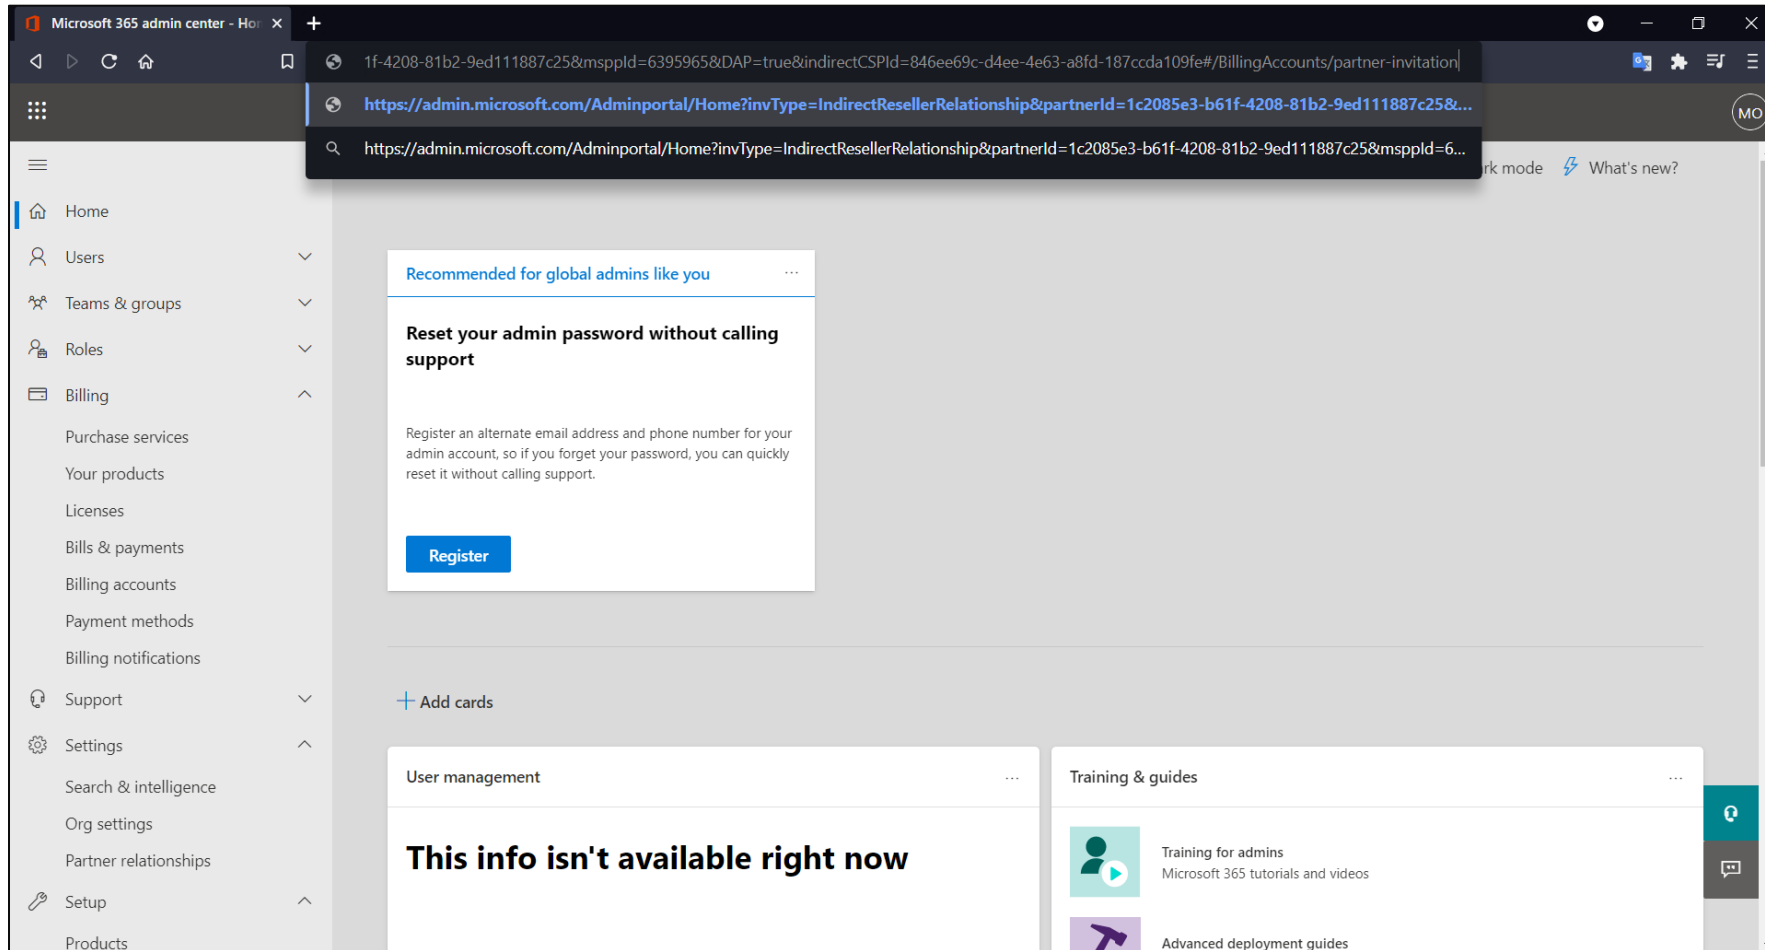 Microsoft 365 admin center - Hor
1f-4208-81b2-9ed111887c25&msppId=6395965&DAP=true&indirectCSPId=846ee69c-d4ee-4e63-a8fd-187ccda109fe#/BillingAccounts/partner-invitation
https://admin.microsoft.com/Adminportal/Home?invType=IndirectResellerRelationship&partnerId=1c2085e3-b61f-4208-81b2-9ed111887c25&...
https://admin.microsoft.com/Adminportal/Home?invType=IndirectResellerRelationship&partnerId=1c2085e3-b61f-4208-81b2-9ed111887c25&msppId=6...
MO
rk mode
What's new?
Home
Users
Teams & groups
Roles
Billing
Purchase services
Your products
Licenses
Bills & payments
Billing accounts
Payment methods
Billing notifications
Support
Settings
Search & intelligence
Org settings
Partner relationships
Setup
Products
Recommended for global admins like you
Reset your admin password without calling
support
Register an alternate email address and phone number for your
admin account, so if you forget your password, you can quickly
reset it without calling support.
Register
Add cards
User management
This info isn't available right now
Training & guides
Training for admins
Microsoft 365 tutorials and videos
Advanced deployment guides